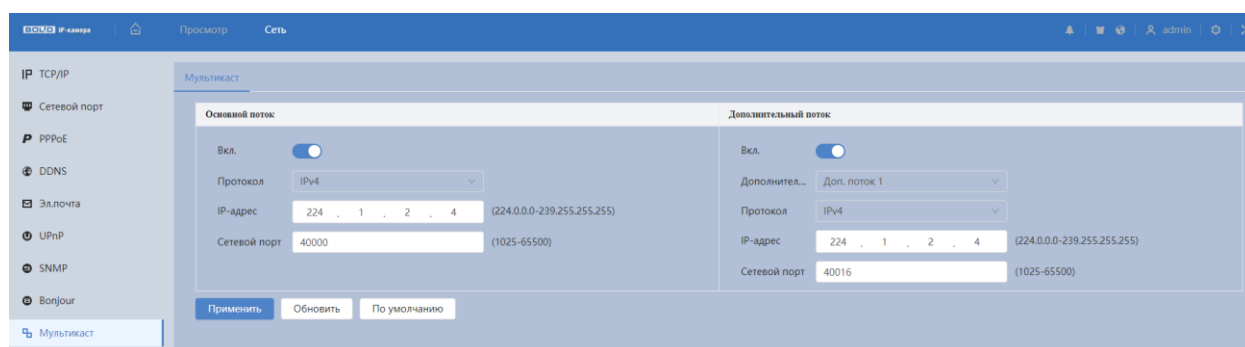 BOLID IP-камера
Просмотр
Сеть
admin
IP TCP/IP
Сетевой порт
PPPoE
DDNS
Эл.почта
UPnP
SNMP
Bonjour
Мультикаст
Мультикаст
Основной поток
Вкл.
Протокол IPv4
IP-адрес 224 . 1 . 2 . 4 (224.0.0.0-239.255.255.255)
Сетевой порт 40000 (1025-65500)
Дополнительный поток
Вкл.
Дополнител... Доп. поток 1
Протокол IPv4
IP-адрес 224 . 1 . 2 . 4 (224.0.0.0-239.255.255.255)
Сетевой порт 40016 (1025-65500)
Применить
Обновить
По умолчанию